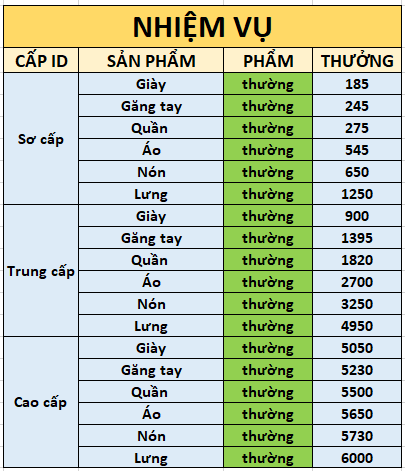 NHIỆM VỤ
CẤP ID SẢN PHẨM PHẨM THƯỞNG
Sơ cấp
Giày thường 185
Găng tay thường 245
Quần thường 275
Áo thường 545
Nón thường 650
Lưng thường 1250
Trung cấp
Giày thường 900
Găng tay thường 1395
Quần thường 1820
Áo thường 2700
Nón thường 3250
Lưng thường 4950
Cao cấp
Giày thường 5050
Găng tay thường 5230
Quần thường 5500
Áo thường 5650
Nón thường 5730
Lưng thường 6000